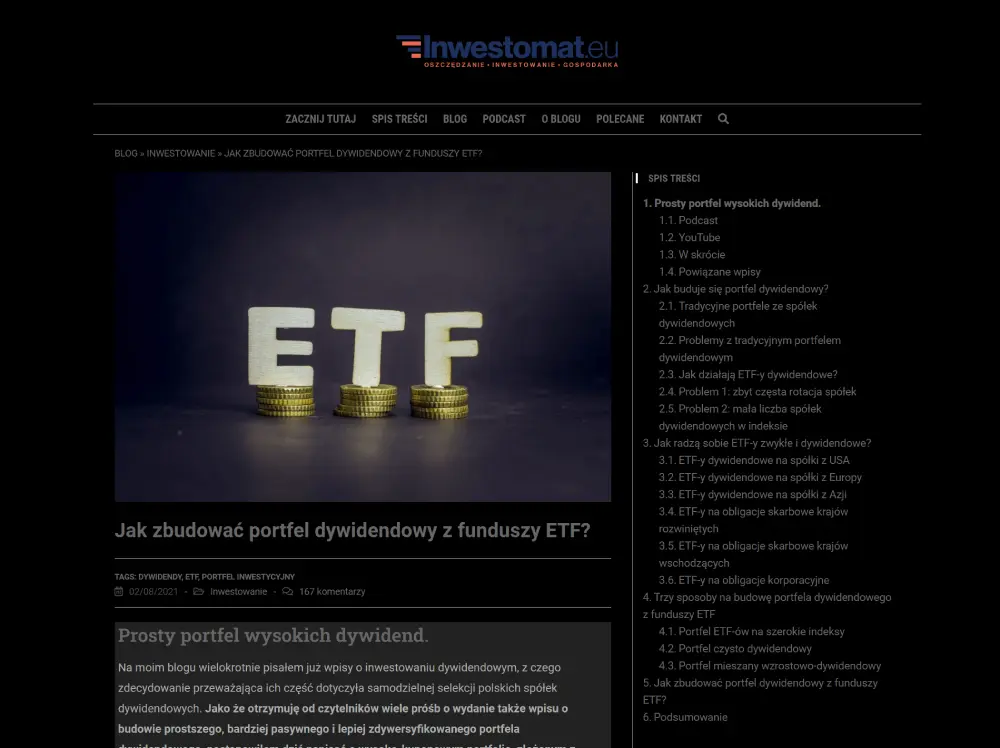 Inwestomat.eu
OSZCZĘDZANIE • INWESTOWANIE • GOSPODARKA
ZACZNIJ TUTAJ SPIS TREŚCI BLOG PODCAST O BLOGU POLECANE KONTAKT
BLOG » INWESTOWANIE » JAK ZBUDOWAĆ PORTFEL DYWIDENDOWY Z FUNDUSZY ETF?
ETF
Jak zbudować portfel dywidendowy z funduszy ETF?
TAGS: DYWIDENDY, ETF, PORTFEL INWESTYCYJNY
02/08/2021 - Inwestowanie - 167 komentarzy
Prosty portfel wysokich dywidend.
Na moim blogu wielokrotnie pisałem już wpisy o inwestowaniu dywidendowym, z czego
zdecydowanie przeważająca ich część dotyczyła samodzielnej selekcji polskich spółek
dywidendowych. Jako że otrzymuję od czytelników wiele próśb o wydanie także wpisu o
budowie prostszego, bardziej pasywnego i lepiej zdywersyfikowanego portfela
SPIS TREŚCI
1. Prosty portfel wysokich dywidend.
1.1. Podcast
1.2. YouTube
1.3. W skrócie
1.4. Powiązane wpisy
2. Jak buduje się portfel dywidendowy?
2.1. Tradycyjne portfele ze spółek
dywidendowych
2.2. Problemy z tradycyjnym portfelem
dywidendowym
2.3. Jak działają ETF-y dywidendowe?
2.4. Problem 1: zbyt częsta rotacja spółek
2.5. Problem 2: mała liczba spółek
dywidendowych w indeksie
3. Jak radzą sobie ETF-y zwykłe i dywidendowe?
3.1. ETF-y dywidendowe na spółki z USA
3.2. ETF-y dywidendowe na spółki z Europy
3.3. ETF-y dywidendowe na spółki z Azji
3.4. ETF-y na obligacje skarbowe krajów
rozwiniętych
3.5. ETF-y na obligacje skarbowe krajów
wschodzących
3.6. ETF-y na obligacje korporacyjne
4. Trzy sposoby na budowę portfela dywidendowego
z funduszy ETF
4.1. Portfel ETF-ów na szerokie indeksy
4.2. Portfel czysto dywidendowy
4.3. Portfel mieszany wzrostowo-dywidendowy
5. Jak zbudować portfel dywidendowy z funduszy
ETF?
6. Podsumowanie